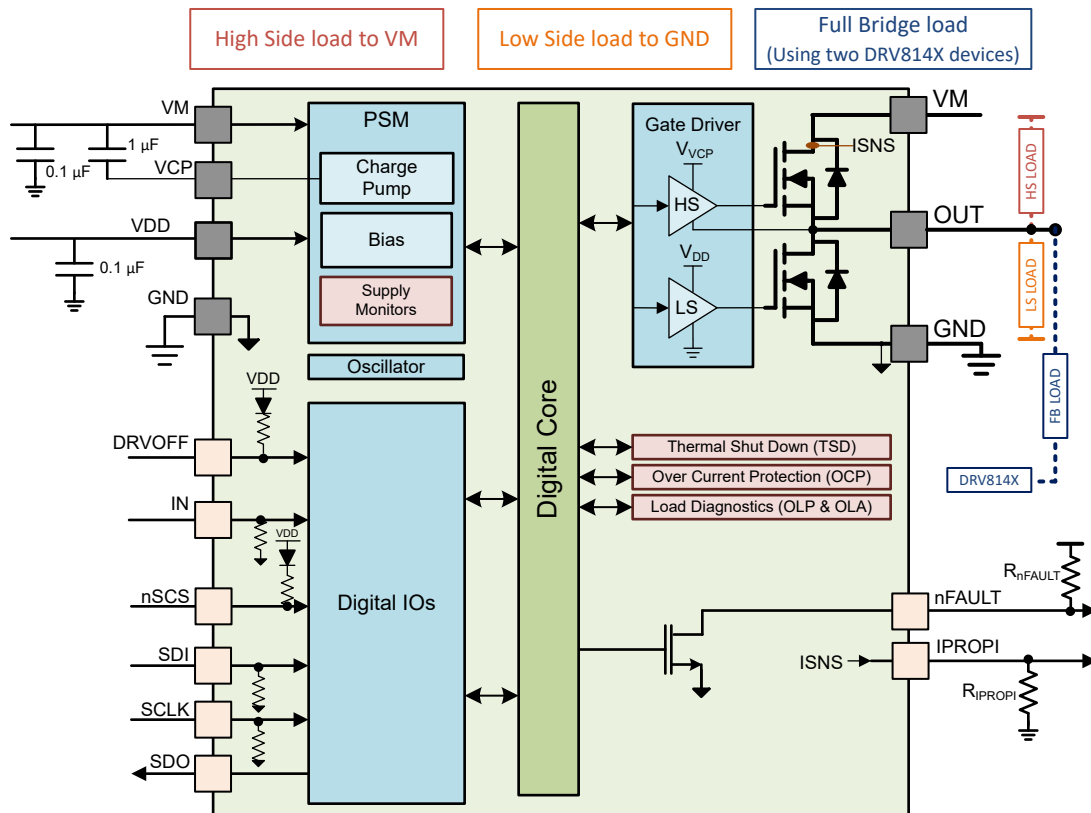 High Side load to VM
Low Side load to GND
Full Bridge load
(Using two DRV814X devices)
VM
1 µF
0.1 µF
VCP
VDD
0.1 µF
GND
PSM
Charge
Pump
Bias
Supply
Monitors
Oscillator
Digital Core
Gate Driver
VVCP
HS
VDD
LS
ISNS
VM
OUT
GND
HS LOAD
LS LOAD
FB LOAD
DRV814X
VDD
DRVOFF
IN
VDD
nSCS
SDI
SCLK
SDO
Digital IOs
Thermal Shut Down (TSD)
Over Current Protection (OCP)
Load Diagnostics (OLP & OLA)
RnFAULT
nFAULT
ISNS
IPROPI
RIPROPI